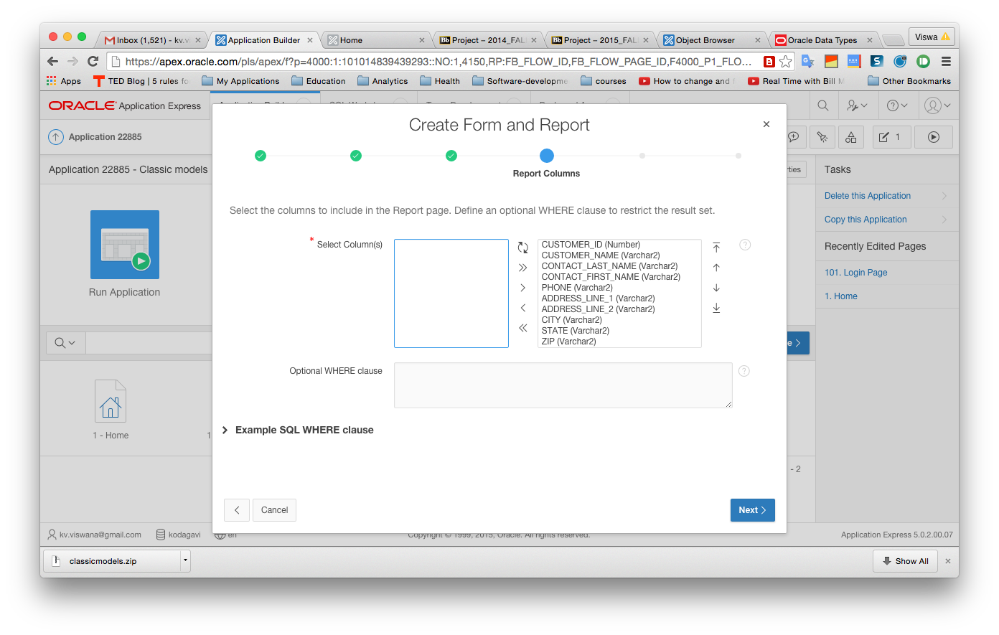 Inbox (1,521) - kv.vi
Application Builder
Home
Project – 2014_FAL
Project – 2015_FAL
Object Browser
Oracle Data Types
Viswa
https://apex.oracle.com/pls/apex/f?p=4000:1:101014839439293::NO:1,4150,RP:FB_FLOW_ID,FB_FLOW_PAGE_ID,F4000_P1_FLO...
Apps
TED Blog | 5 rules fo
My Applications
Education
Analytics
Health
Software-developme
courses
How to change and
Real Time with Bill M
Other Bookmarks
ORACLE Application Express
Application 22885
1
Application 22885 - Classic models
rties
Tasks
Delete this Application
Copy this Application
Recently Edited Pages
101. Login Page
1. Home
Run Application
1 - Home
1
e
- 2
Create Form and Report
Report Columns
Select the columns to include in the Report page. Define an optional WHERE clause to restrict the result set.
* Select Column(s)
CUSTOMER_ID (Number)
CUSTOMER_NAME (Varchar2)
CONTACT_LAST_NAME (Varchar2)
CONTACT_FIRST_NAME (Varchar2)
PHONE (Varchar2)
ADDRESS_LINE_1 (Varchar2)
ADDRESS_LINE_2 (Varchar2)
CITY (Varchar2)
STATE (Varchar2)
ZIP (Varchar2)
Optional WHERE clause
Example SQL WHERE clause
Cancel
Next
kv.viswana@gmail.com
kodagavi
en
Copyright © 1999, 2015, Oracle. All rights reserved.
Application Express 5.0.2.00.07
classicmodels.zip
Show All